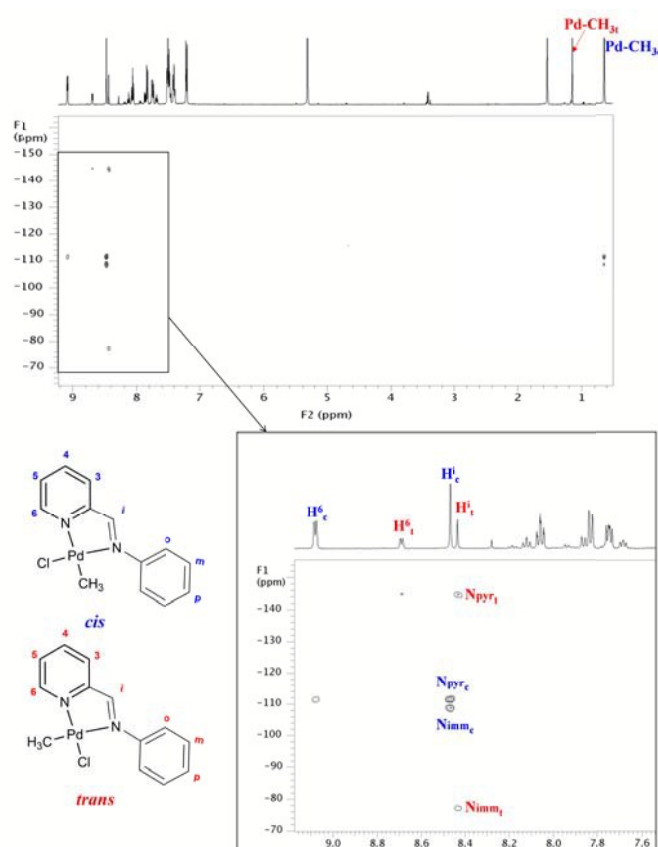 Pd-CH3t
Pd-CH3
F1
(ppm)
-150
-140
-130
-120
-110
-100
-90
-80
-70
9 8 7 6 5 4 3 2 1
F2 (ppm)
4
5 3
6 i
N
Pd N o
Cl m
CH3
p
cis
4
5 3
6 i
N
o
H3C Pd N m
Cl
p
trans
Hic
H6c
H6t Hit
F1
(ppm)
-140 Npyrt
-130
-120
Npyrc
-110
Nimmc
-100
-90
-80 Nimmt
-70
9.0 8.8 8.6 8.4 8.2 8.0 7.8 7.6